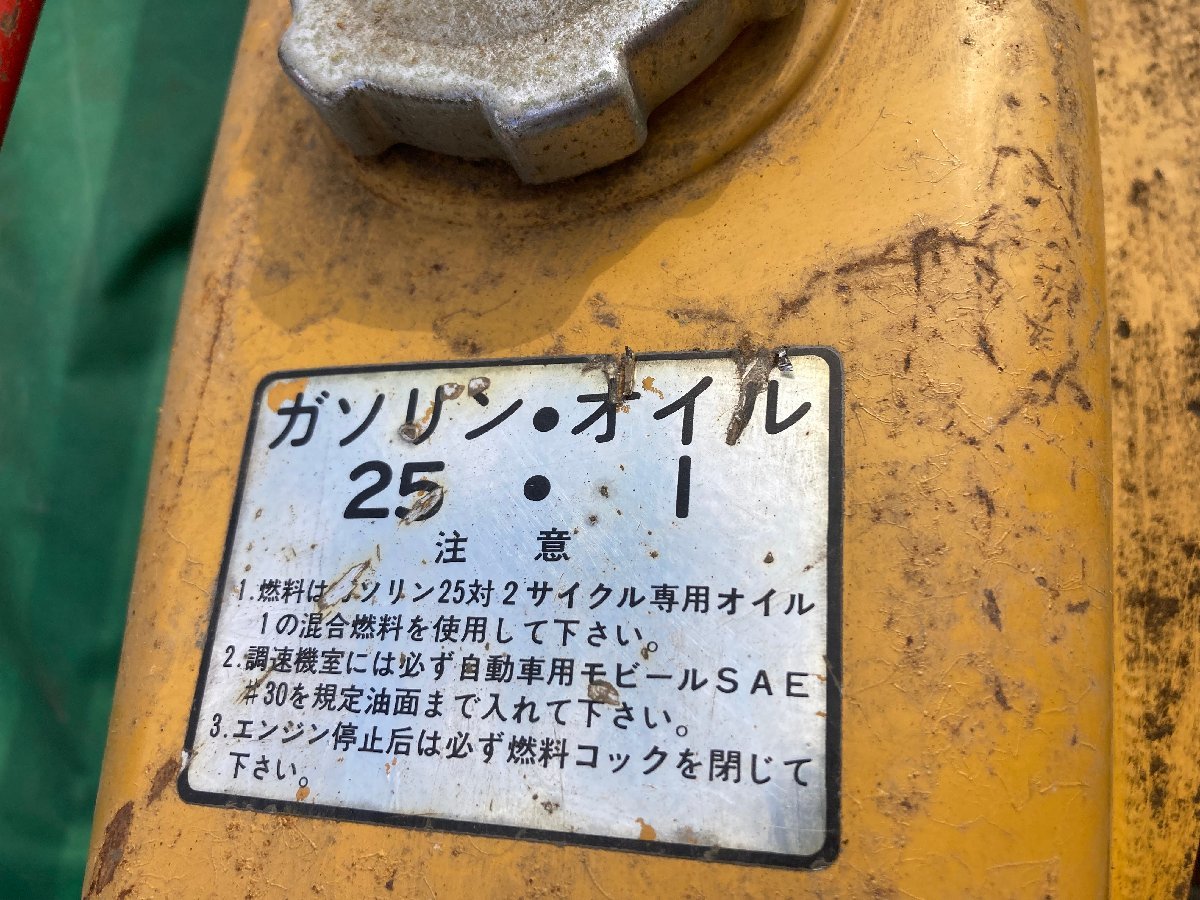 ガソリン・オイル
25・1
注意
1.燃料はガソリン25対2サイクル専用オイル
1の混合燃料を使用して下さい。
2.調速機室には必ず自動車用モビールSAE
#30を規定油面まで入れて下さい。
3.エンジン停止后は必ず燃料コックを閉じて
下さい。